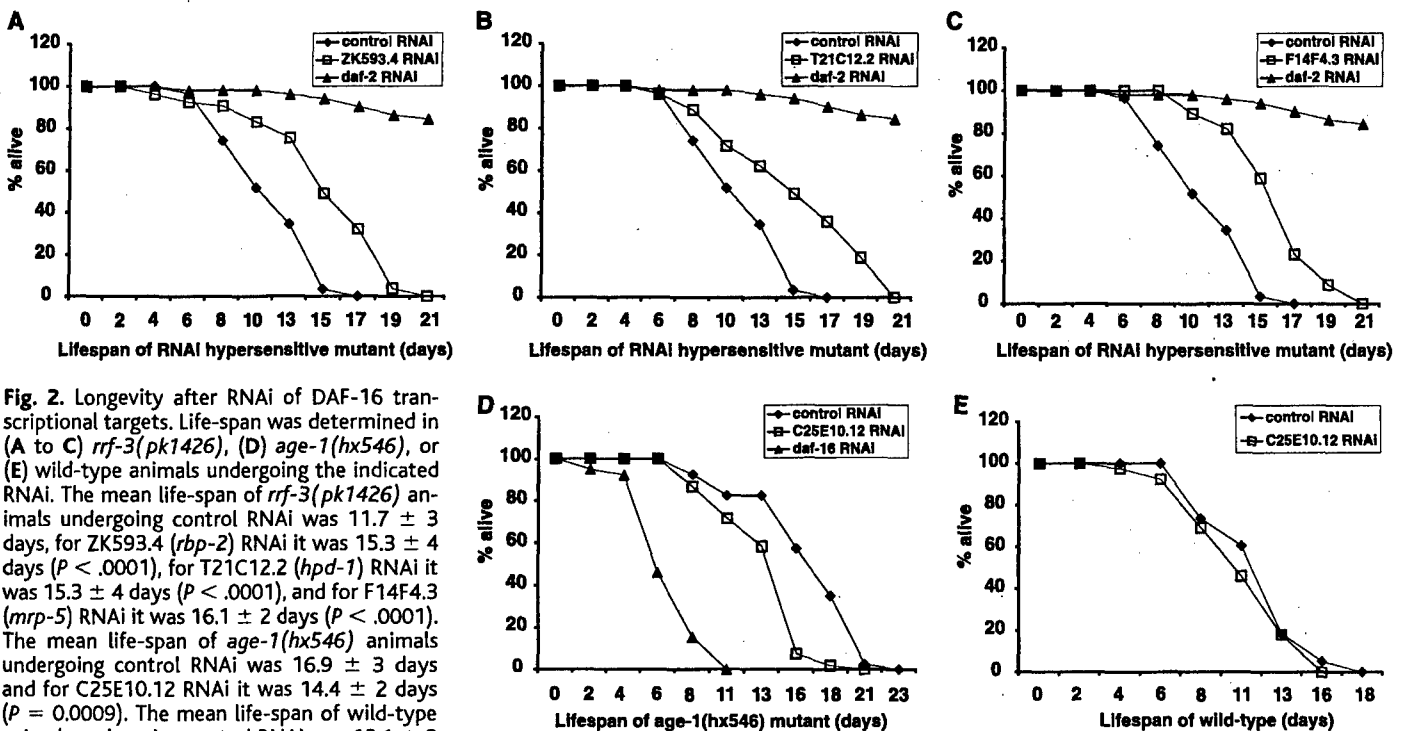 A
120
100
80
60
40
20
0
% alive
control RNAi
ZK593.4 RNAi
daf-2 RNAi
0 2 4 6 8 10 13 15 17 19 21
Lifespan of RNAi hypersensitive mutant (days)
B
120
100
80
60
40
20
0
% alive
control RNAi
T21C12.2 RNAi
daf-2 RNAi
0 2 4 6 8 10 13 15 17 19 21
Lifespan of RNAi hypersensitive mutant (days)
C
120
100
80
60
40
20
0
% alive
control RNAi
F14F4.3 RNAi
daf-2 RNAi
0 2 4 6 8 10 13 15 17 19 21
Lifespan of RNAi hypersensitive mutant (days)
Fig. 2. Longevity after RNAi of DAF-16 tran-
scriptional targets. Life-span was determined in
(A to C) rrf-3(pk1426), (D) age-1(hx546), or
(E) wild-type animals undergoing the indicated
RNAi. The mean life-span of rrf-3(pk1426) an-
imals undergoing control RNAi was 11.7 ± 3
days, for ZK593.4 (rbp-2) RNAi it was 15.3 ± 4
days (P < .0001), for T21C12.2 (hpd-1) RNAi it
was 15.3 ± 4 days (P < .0001), and for F14F4.3
(mrp-5) RNAi it was 16.1 ± 2 days (P < .0001).
The mean life-span of age-1(hx546) animals
undergoing control RNAi was 16.9 ± 3 days
and for C25E10.12 RNAi it was 14.4 ± 2 days
(P = 0.0009). The mean life-span of wild-type
D
120
100
80
60
40
20
0
% alive
control RNAi
C25E10.12 RNAi
daf-16 RNAi
0 2 4 6 8 11 13 16 18 21 23
Lifespan of age-1(hx546) mutant (days)
E
120
100
80
60
40
20
0
% alive
control RNAi
C25E10.12 RNAi
0 2 4 6 8 11 13 16 18
Lifespan of wild-type (days)